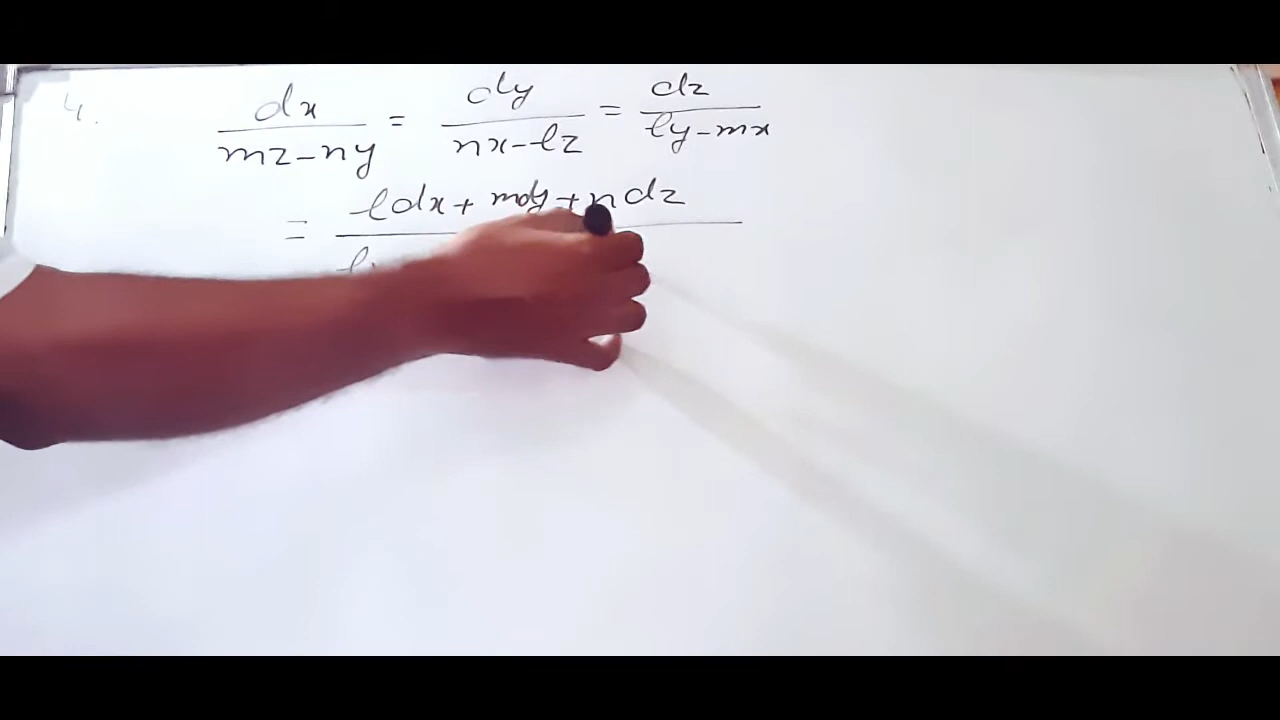 4.
dx/(mz-ny) = dy/(nx-lz) = dz/(ly-mx)
= ldx + mdy + ndz